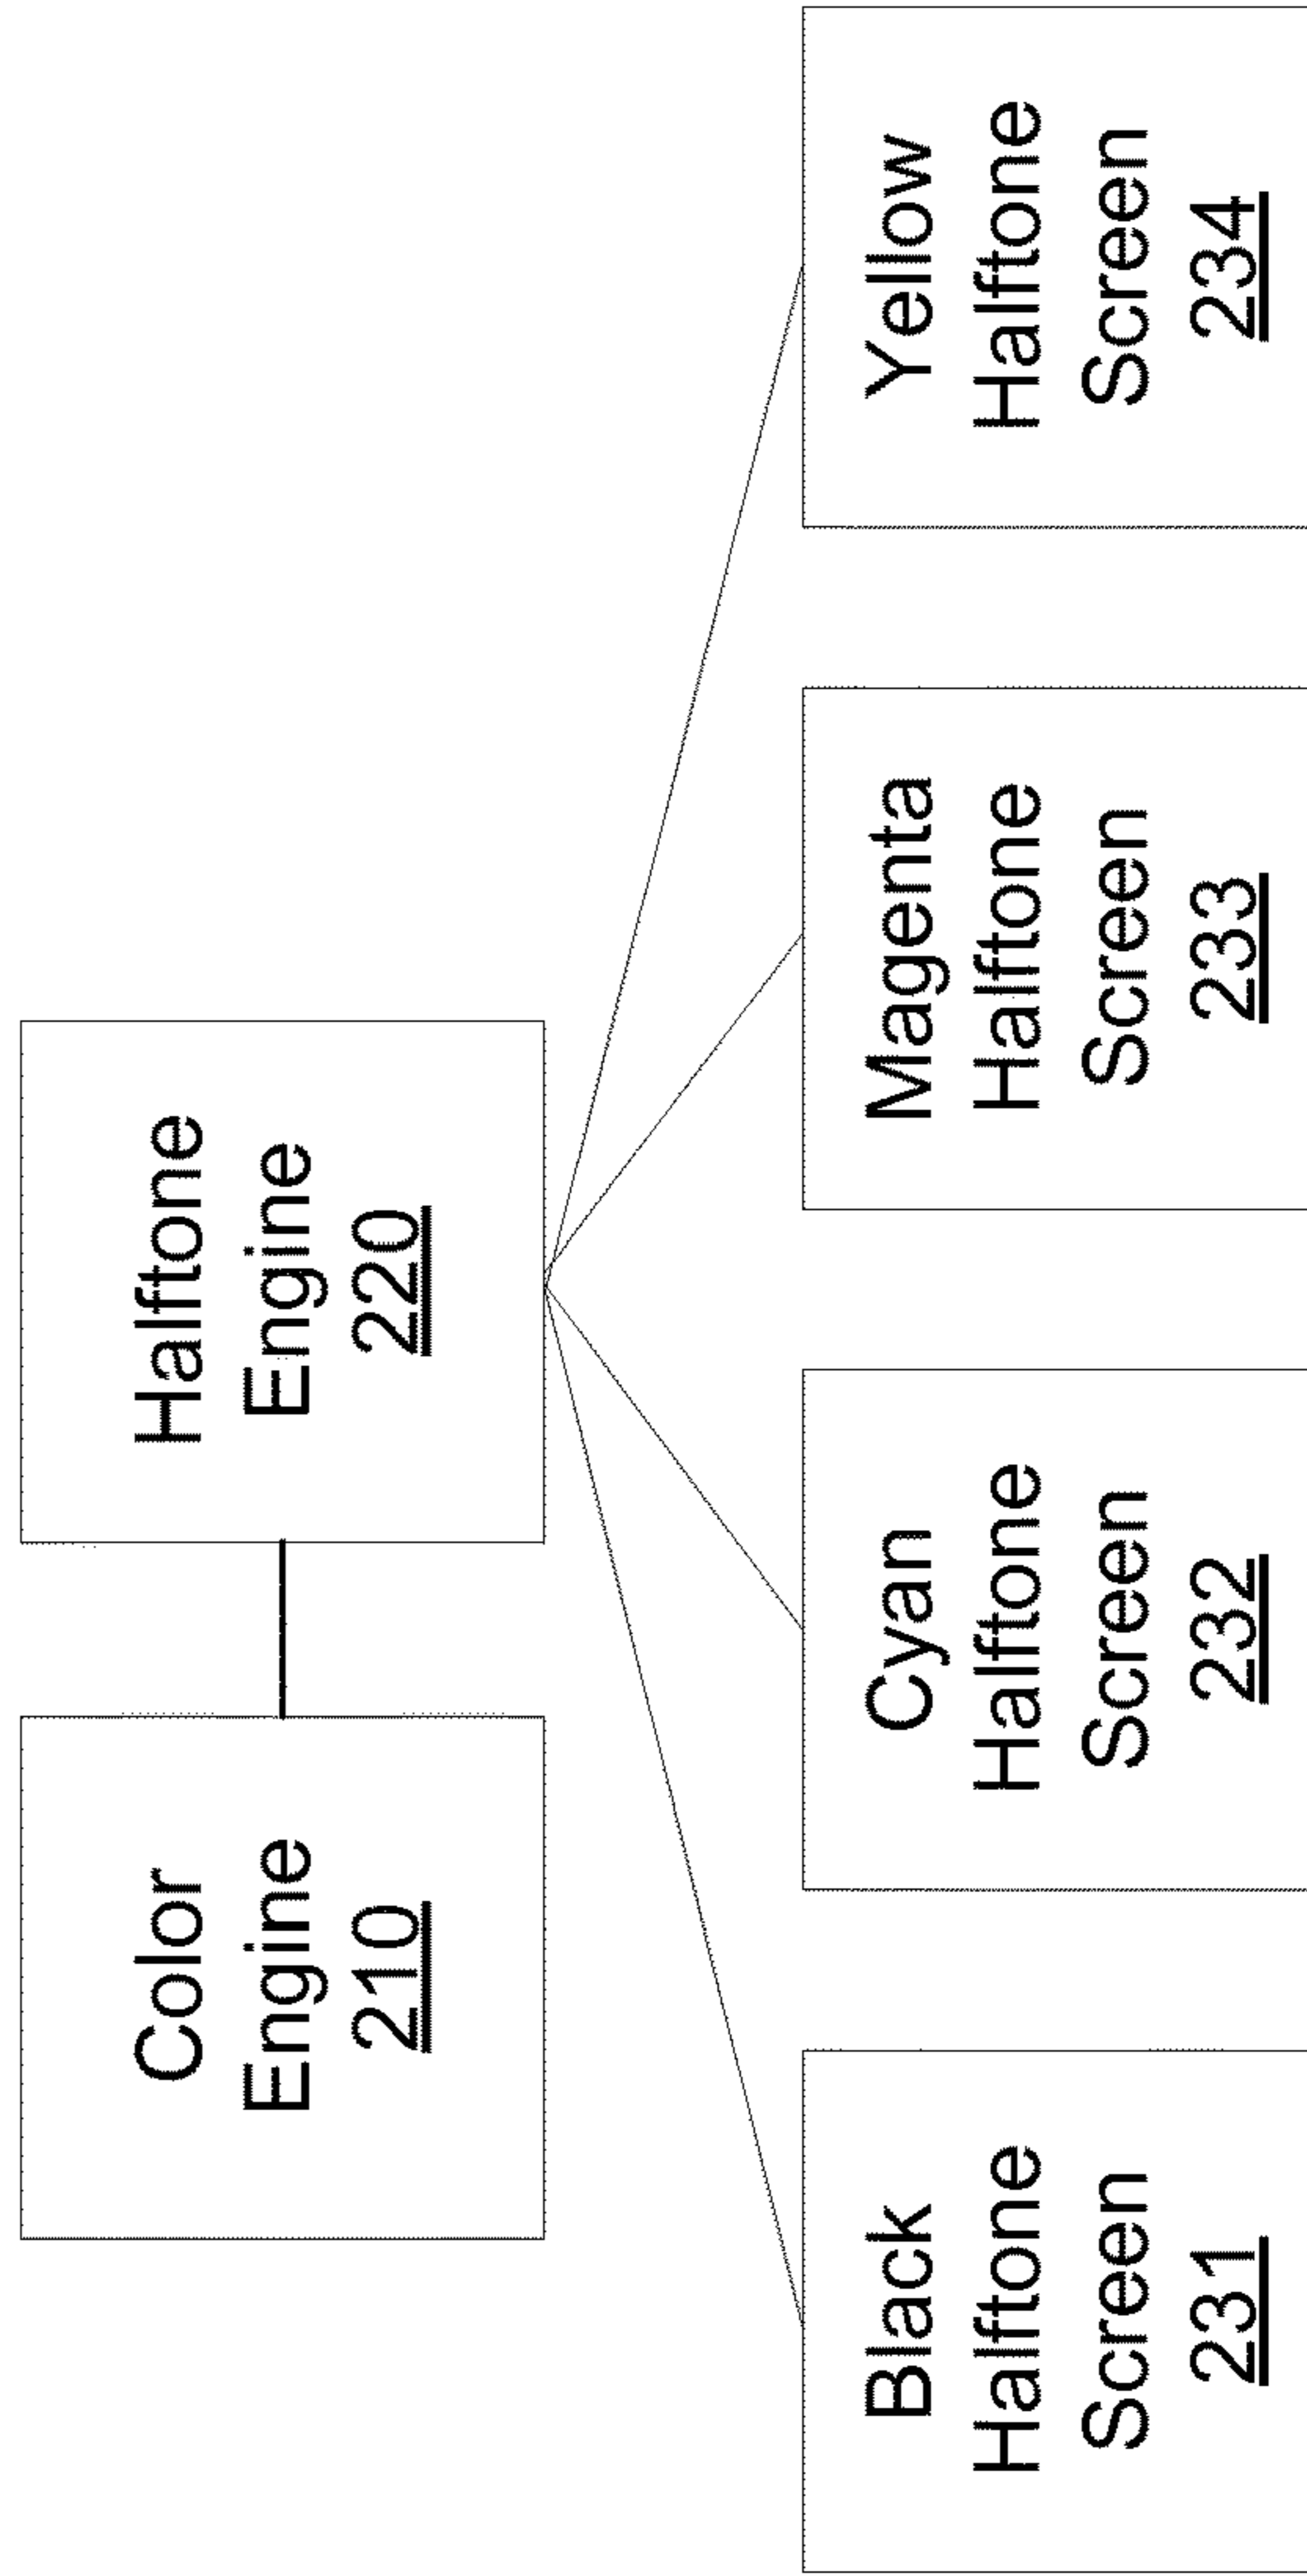 Color
Engine
210
Halftone
Engine
220
Black
Halftone
Screen
231
Cyan
Halftone
Screen
232
Magenta
Halftone
Screen
233
Yellow
Halftone
Screen
234